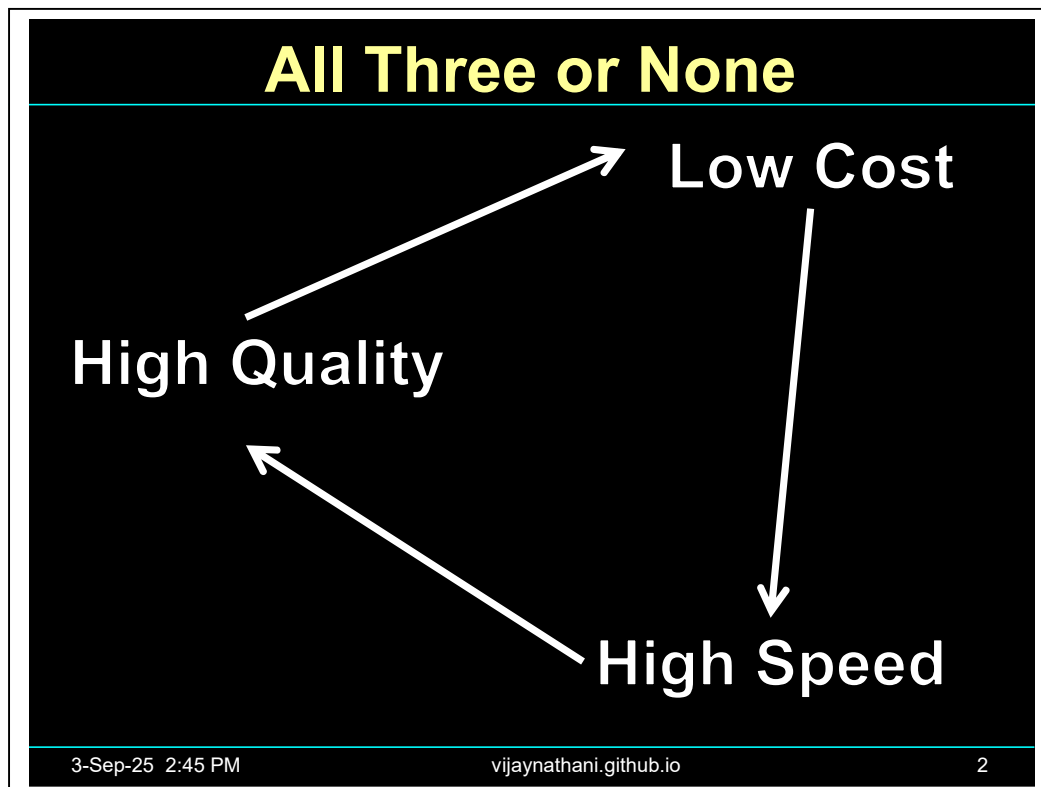 All Three or None
Low Cost
High Quality
High Speed
3-Sep-25 2:45 PM vijaynathani.github.io 2